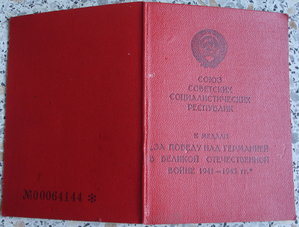 СОЮЗ
СОВЕТСКИХ
СОЦИАЛИСТИЧЕСКИХ
РЕСПУБЛИК
К МЕДАЛИ
„ЗА ПОБЕДУ НАД ГЕРМАНИЕЙ
В ВЕЛИКОЙ ОТЕЧЕСТВЕННОЙ
ВОЙНЕ 1941–1945 гг."
№00064144 *